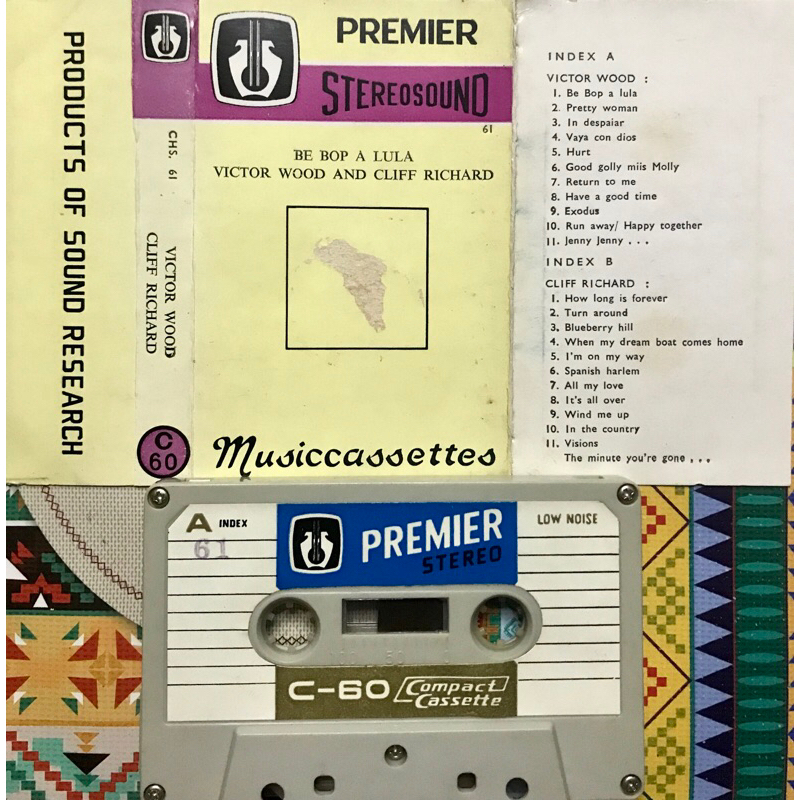 PRODUCTS OF SOUND RESEARCH
CHS. 61
VICTOR WOOD
CLIFF RICHARD
C
60
PREMIER
STEREOSOUND
61
BE BOP A LULA
VICTOR WOOD AND CLIFF RICHARD
Musiccassettes
INDEX A
VICTOR WOOD :
1. Be Bop a lula
2. Pretty woman
3. In despaiar
4. Vaya con dios
5. Hurt
6. Good golly miis Molly
7. Return to me
8. Have a good time
9. Exodus
10. Run away/ Happy together
11. Jenny Jenny . . .
INDEX B
CLIFF RICHARD :
1. How long is forever
2. Turn around
3. Blueberry hill
4. When my dream boat comes home
5. I'm on my way
6. Spanish harlem
7. All my love
8. It's all over
9. Wind me up
10. In the country
11. Visions
The minute you're gone . . .
A INDEX
61
PREMIER
STEREO
LOW NOISE
C-60 Compact
Cassette